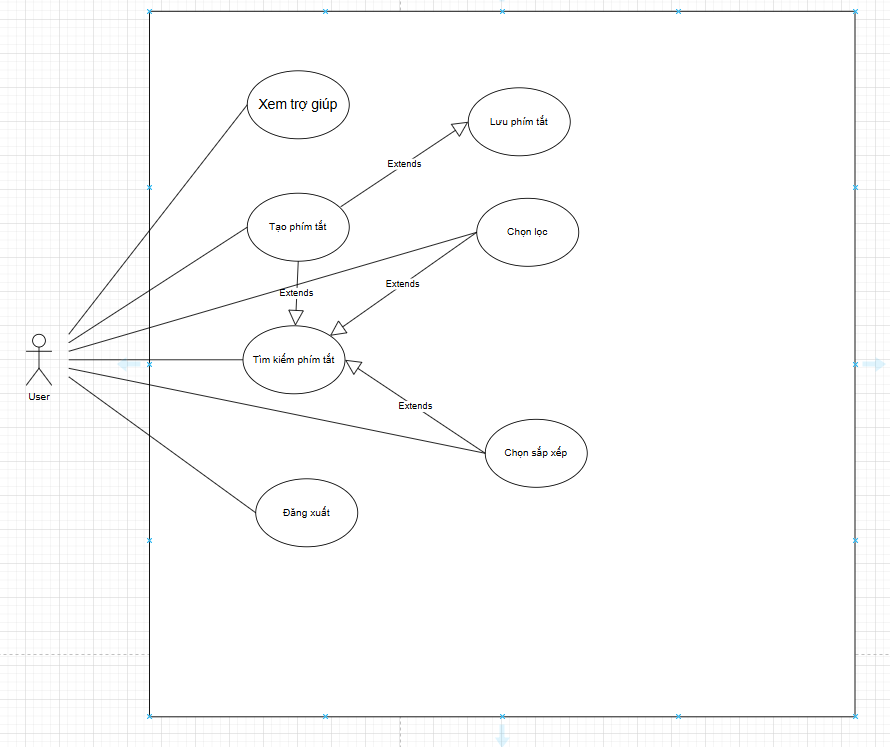 Xem trợ giúp
Lưu phím tắt
Extends
Tạo phím tắt
Chọn lọc
Extends
Extends
Tìm kiếm phím tắt
User
Extends
Chọn sắp xếp
Đăng xuất